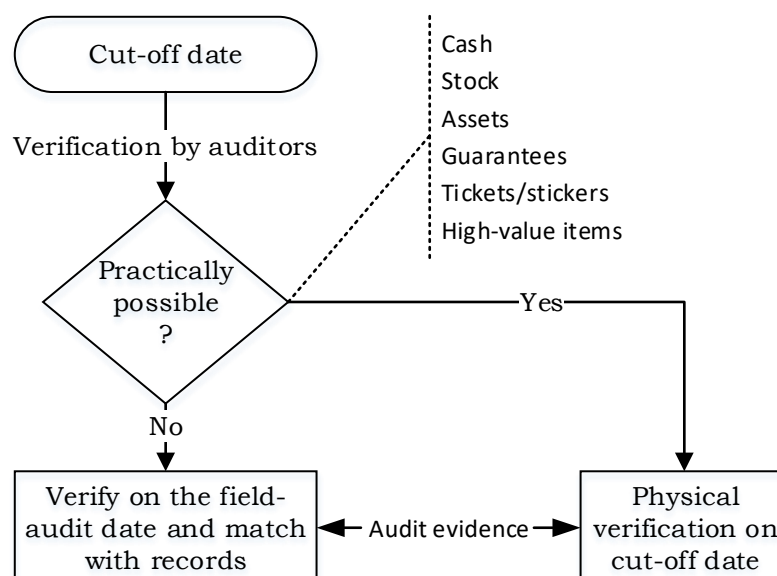 Cut-off date
Verification by auditors
Cash
Stock
Assets
Guarantees
Tickets/stickers
High-value items
Practically
possible
?
Yes
No
Verify on the field-
audit date and match
with records
Audit evidence
Physical
verification on
cut-off date